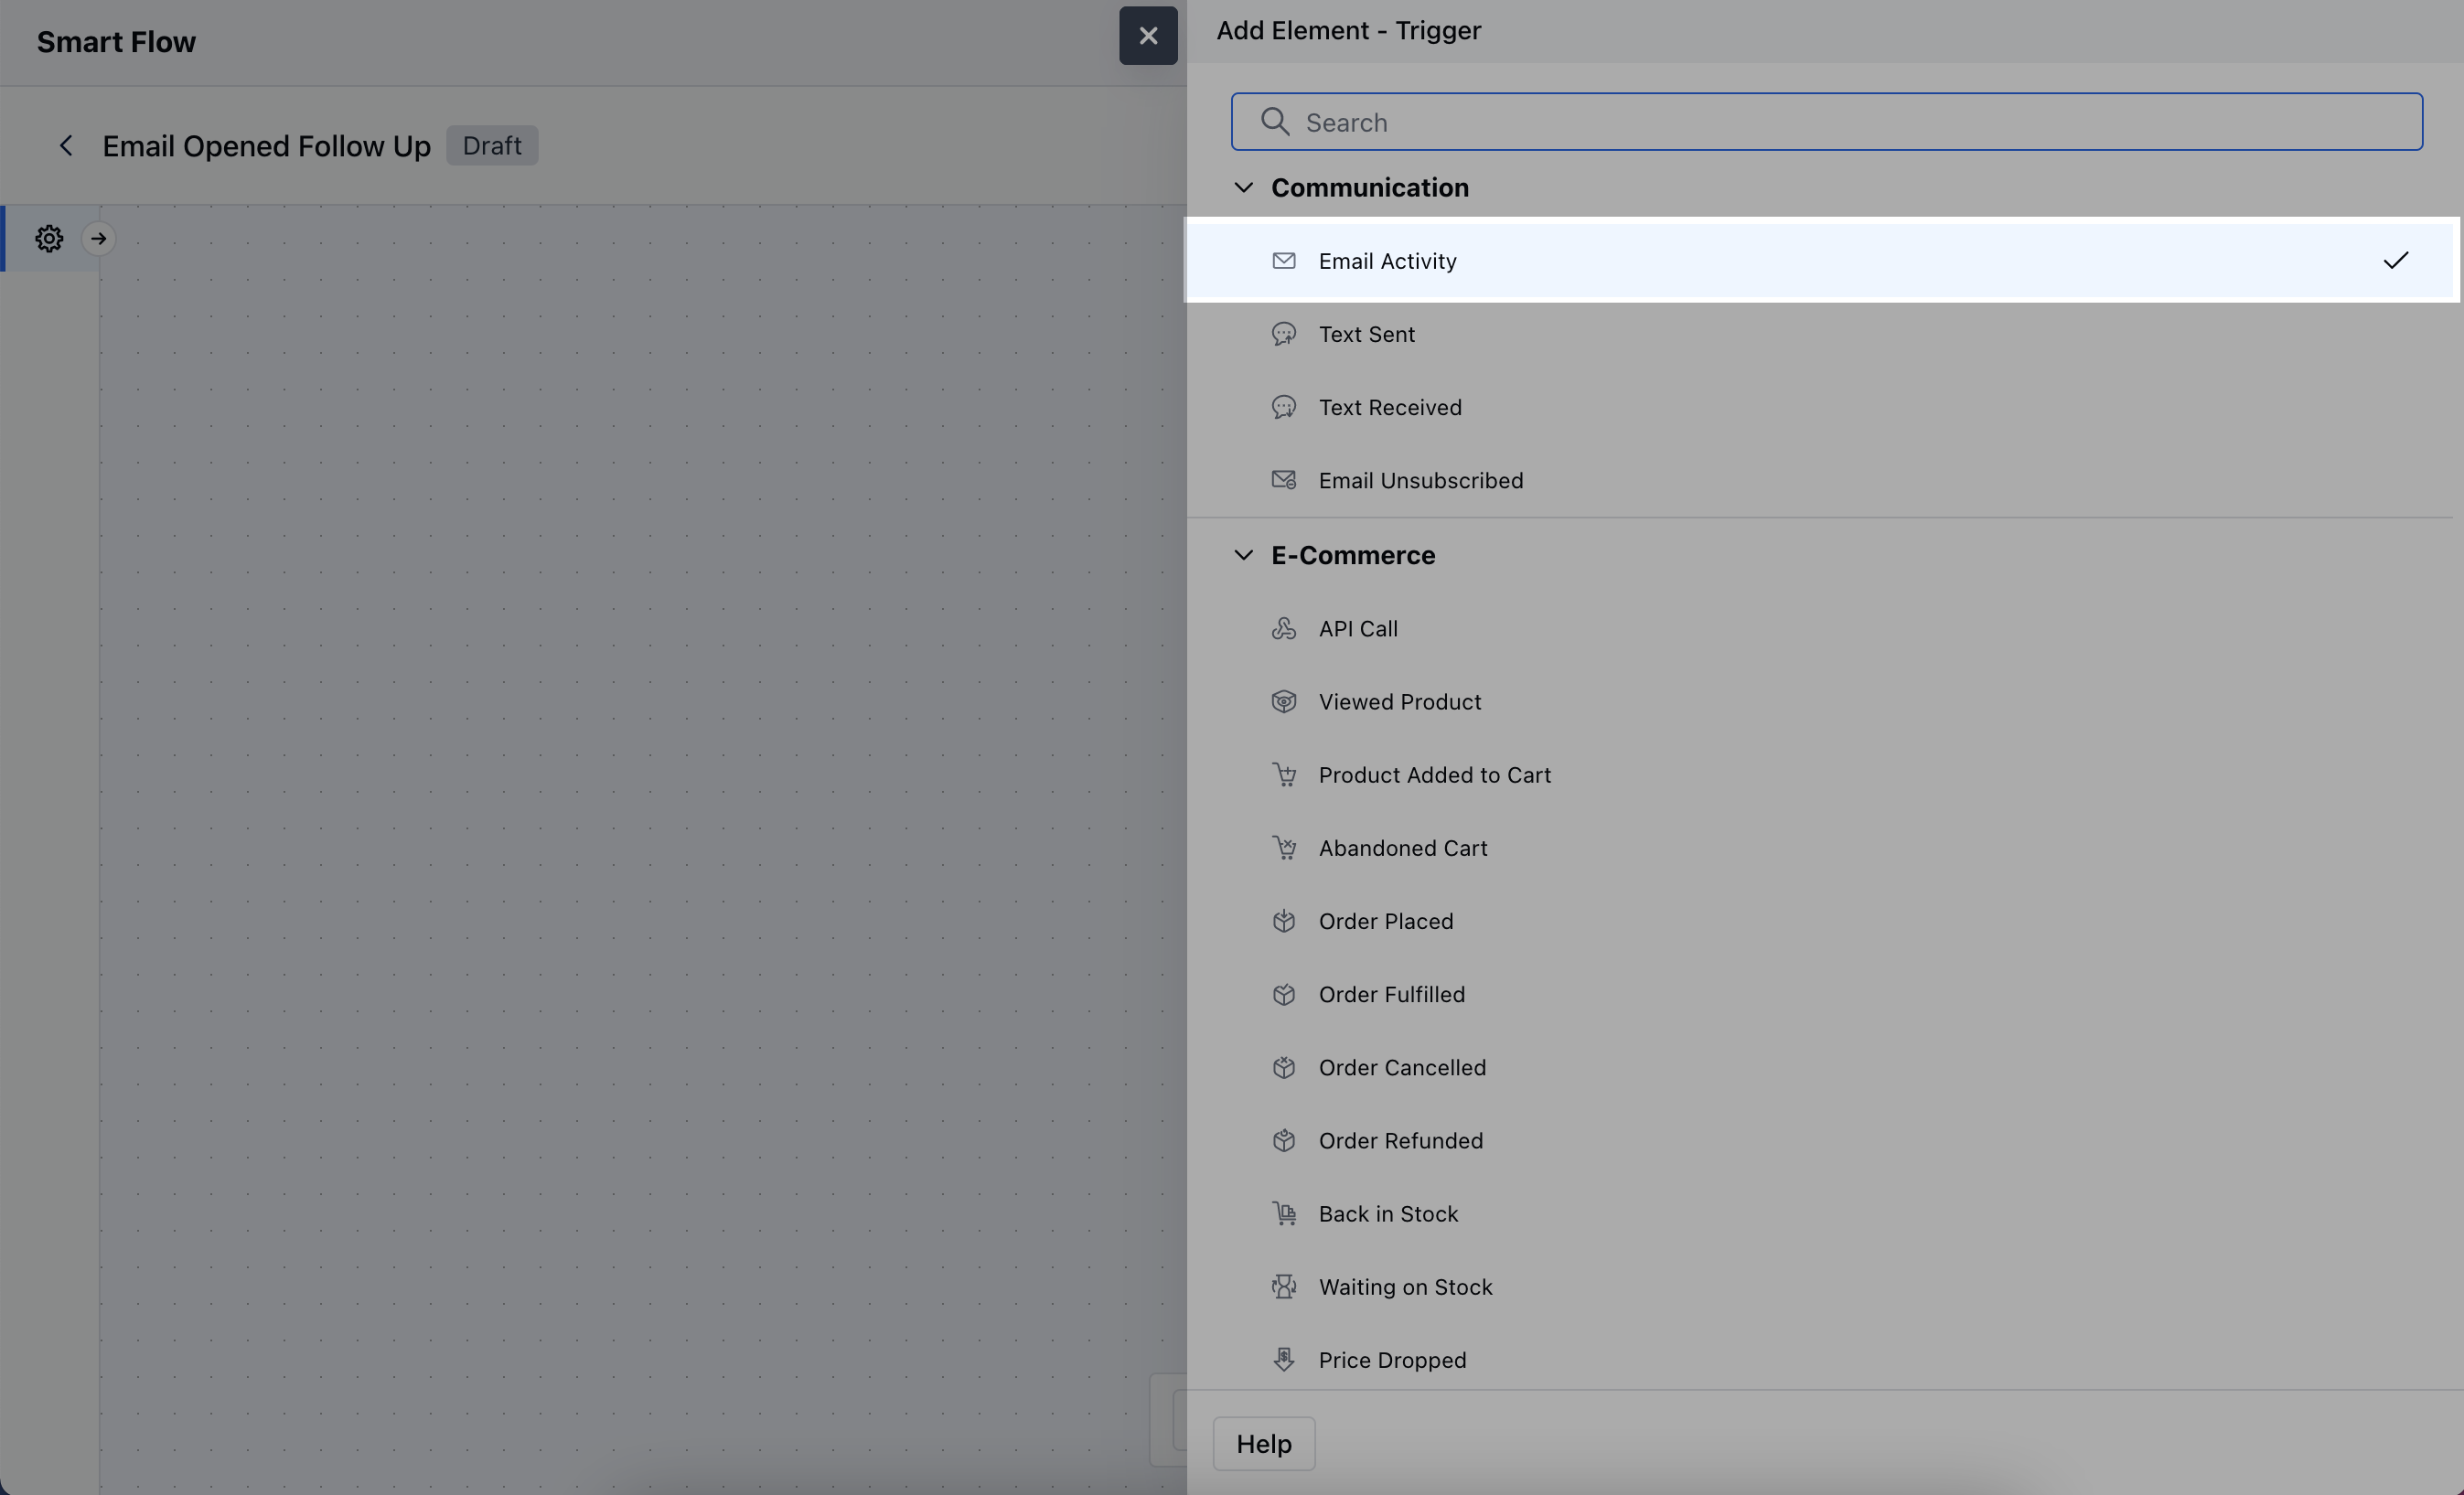 Smart Flow
Email Opened Follow Up
Draft
Add Element - Trigger
Search
Communication
Email Activity
Text Sent
Text Received
Email Unsubscribed
E-Commerce
API Call
Viewed Product
Product Added to Cart
Abandoned Cart
Order Placed
Order Fulfilled
Order Cancelled
Order Refunded
Back in Stock
Waiting on Stock
Price Dropped
Help